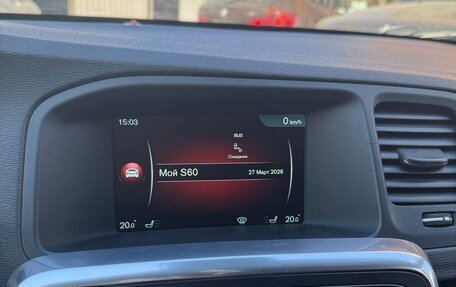 15:03
0 km/h
BLIS
Ожидание
Мой S60
27 Март 2026
20.0
20.0